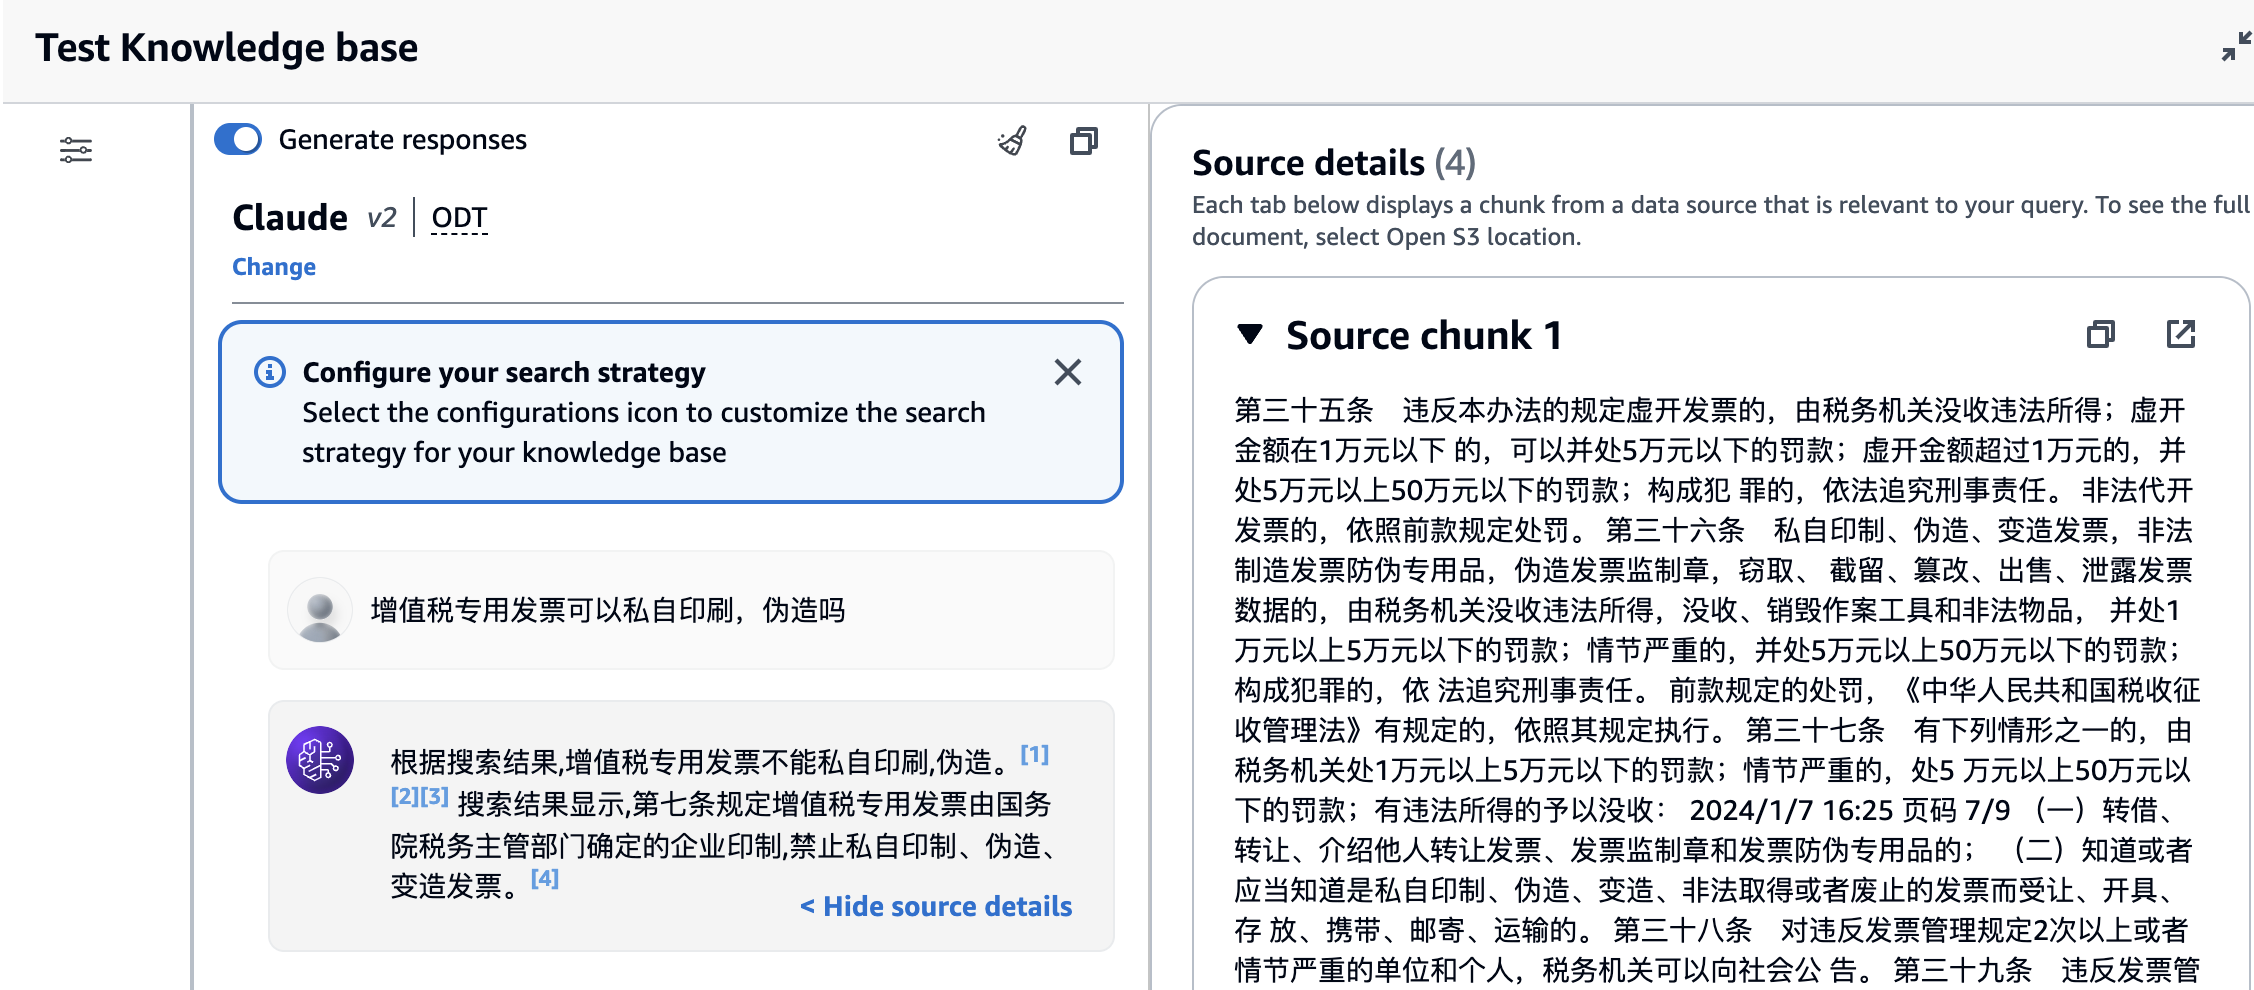 Test Knowledge base
Generate responses
Claude v2 ODT
Change
Configure your search strategy
Select the configurations icon to customize the search
strategy for your knowledge base
增值税专用发票可以私自印刷，伪造吗
根据搜索结果,增值税专用发票不能私自印刷,伪造。[1]
[2][3] 搜索结果显示,第七条规定增值税专用发票由国务
院税务主管部门确定的企业印制,禁止私自印制、伪造、
变造发票。[4]
< Hide source details
Source details (4)
Each tab below displays a chunk from a data source that is relevant to your query. To see the full
document, select Open S3 location.
Source chunk 1
第三十五条　违反本办法的规定虚开发票的，由税务机关没收违法所得；虚开
金额在1万元以下 的，可以并处5万元以下的罚款；虚开金额超过1万元的，并
处5万元以上50万元以下的罚款；构成犯 罪的，依法追究刑事责任。 非法代开
发票的，依照前款规定处罚。 第三十六条　私自印制、伪造、变造发票，非法
制造发票防伪专用品，伪造发票监制章，窃取、 截留、篡改、出售、泄露发票
数据的，由税务机关没收违法所得，没收、销毁作案工具和非法物品， 并处1
万元以上5万元以下的罚款；情节严重的，并处5万元以上50万元以下的罚款；
构成犯罪的，依 法追究刑事责任。 前款规定的处罚，《中华人民共和国税收征
收管理法》有规定的，依照其规定执行。 第三十七条　有下列情形之一的，由
税务机关处1万元以上5万元以下的罚款；情节严重的，处5 万元以上50万元以
下的罚款；有违法所得的予以没收： 2024/1/7 16:25 页码 7/9 （一）转借、
转让、介绍他人转让发票、发票监制章和发票防伪专用品的； （二）知道或者
应当知道是私自印制、伪造、变造、非法取得或者废止的发票而受让、开具、
存 放、携带、邮寄、运输的。 第三十八条　对违反发票管理规定2次以上或者
情节严重的单位和个人，税务机关可以向社会公 告。 第三十九条　违反发票管